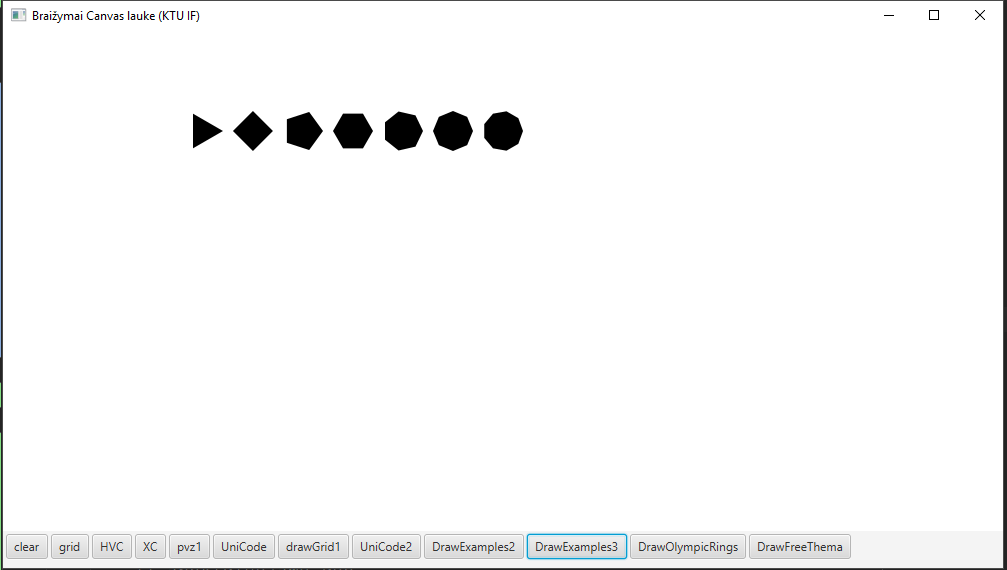 Braižymai Canvas lauke (KTU IF)
clear grid HVC XC pvz1 UniCode drawGrid1 UniCode2 DrawExamples2 DrawExamples3 DrawOlympicRings DrawFreeThema